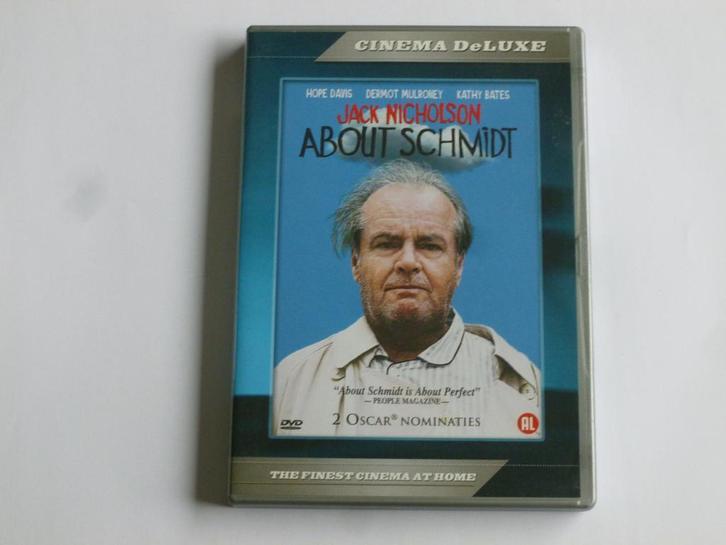 CINEMA DeLUXE
HOPE DAVIS DERMOT MULRONEY KATHY BATES
JACK NICHOLSON
ABOUT SCHMIDT
"About Schmidt is About Perfect"
— PEOPLE MAGAZINE —
DVD 2 OSCAR® NOMINATIES AL
THE FINEST CINEMA AT HOME